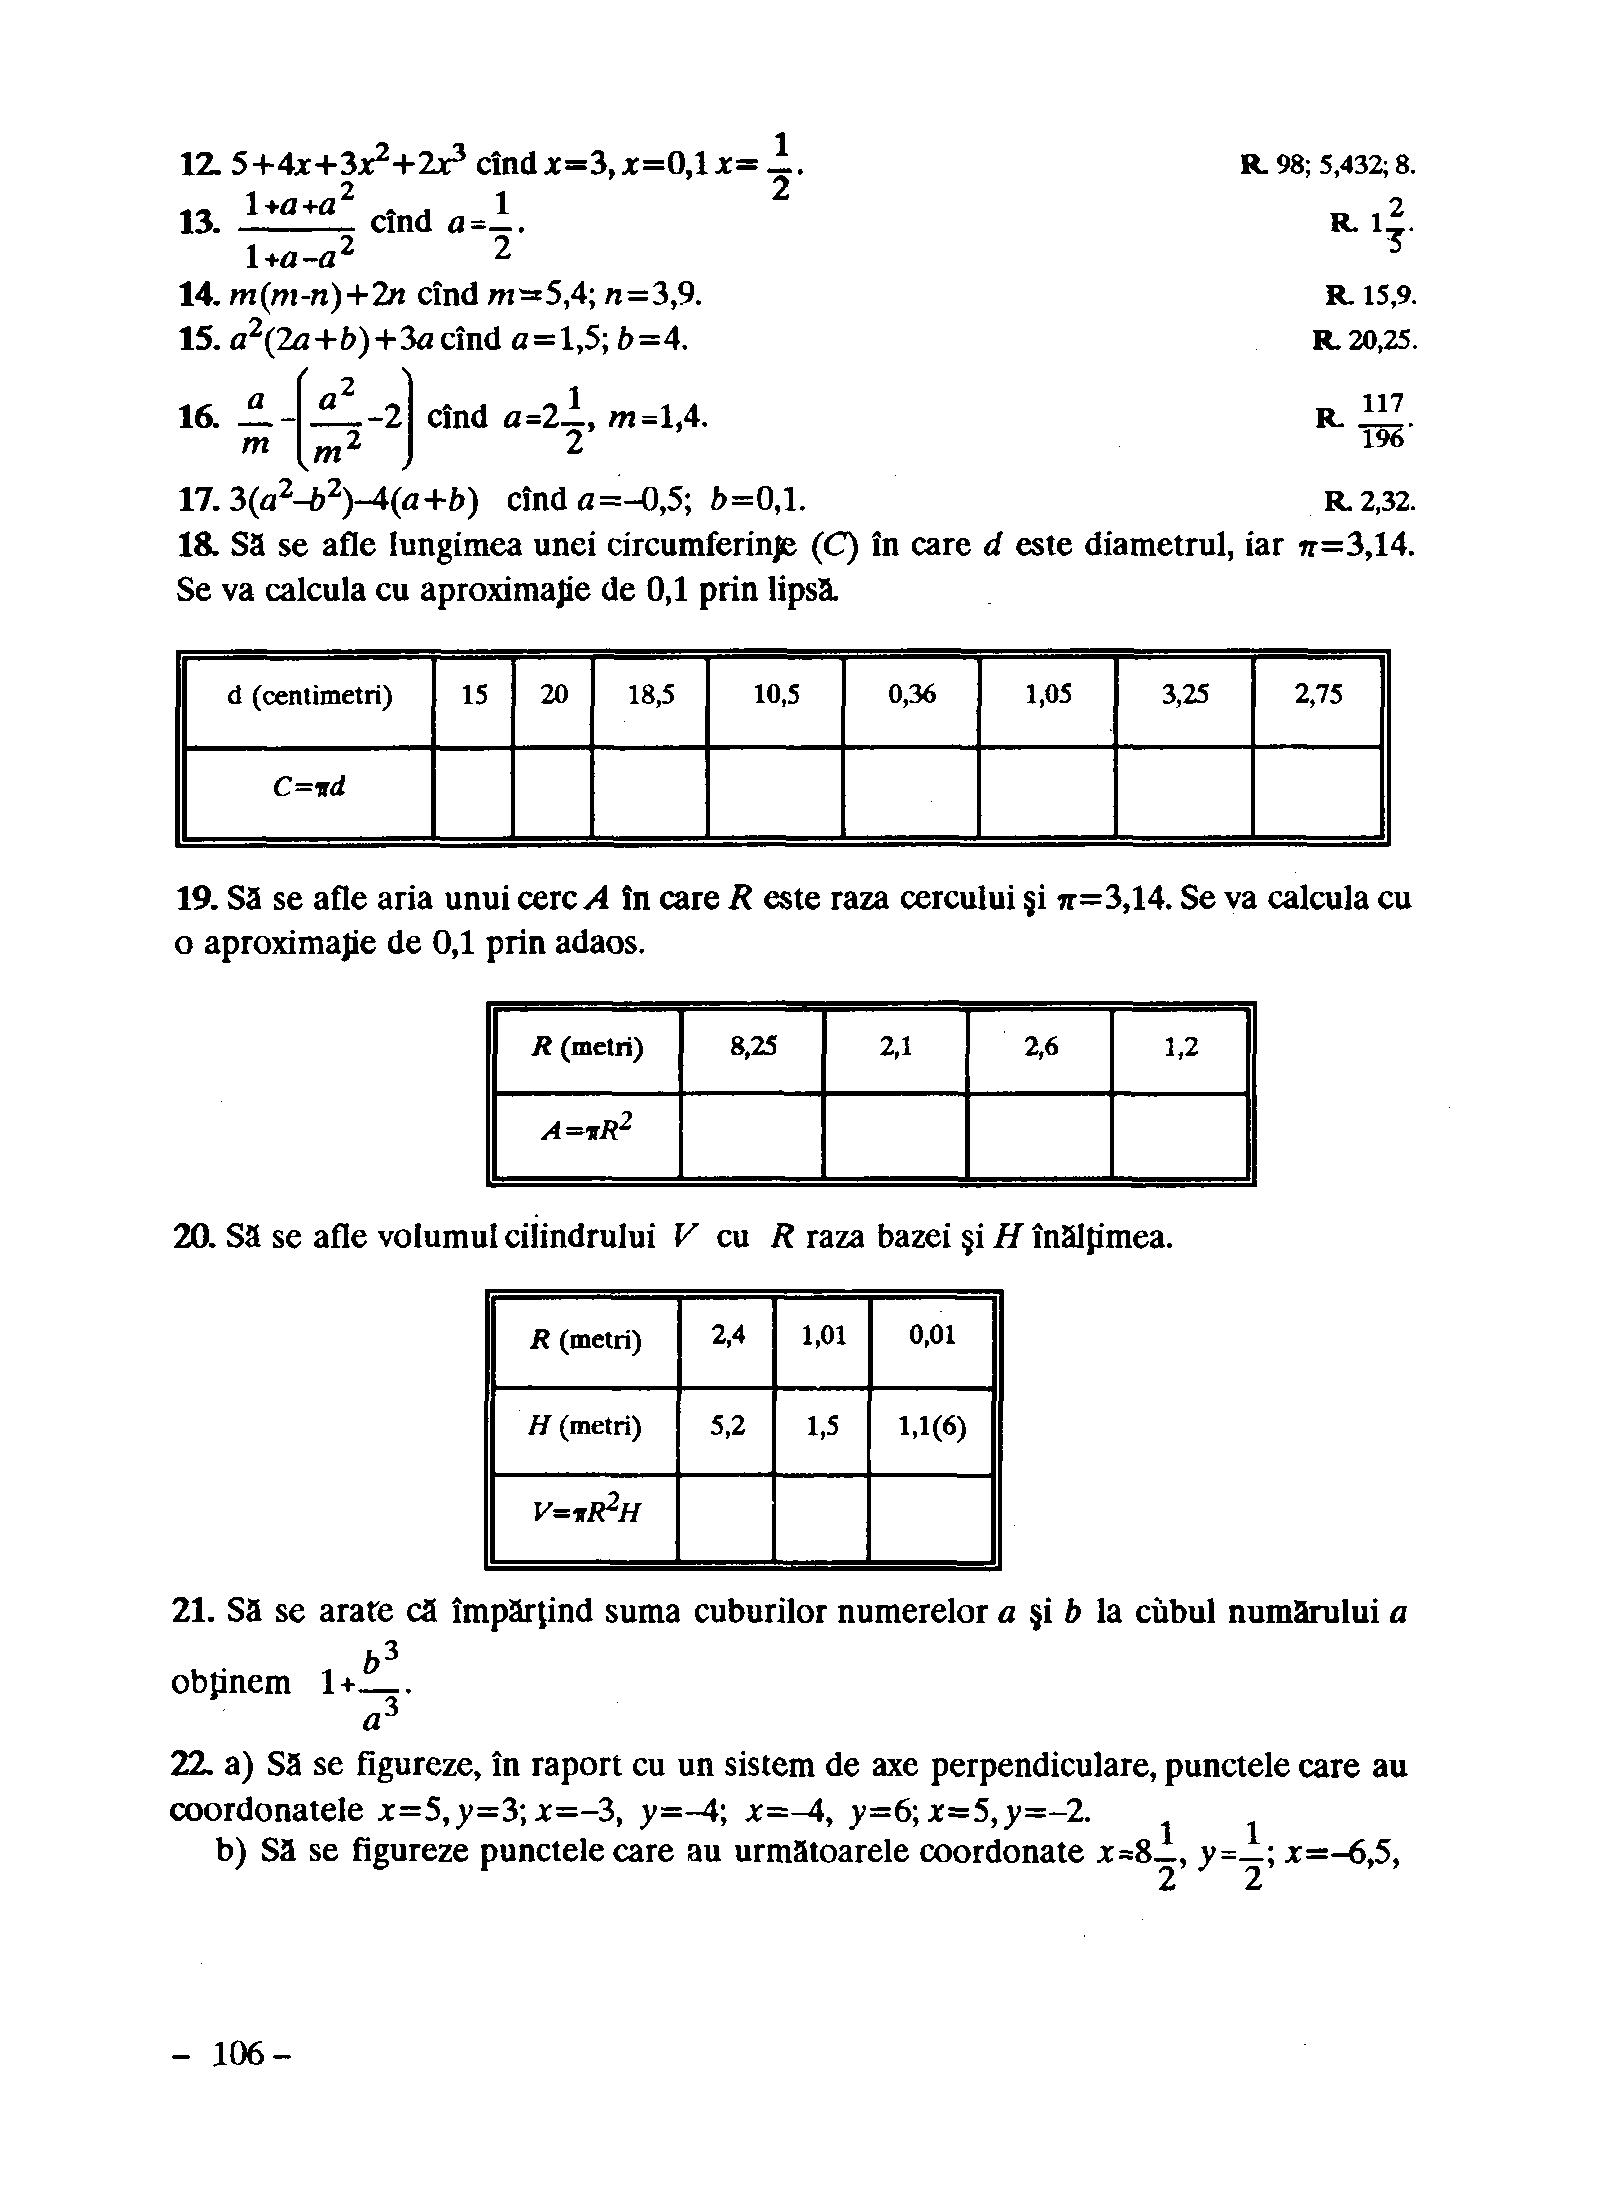 12. 5+4x+3x²+2x³ cînd x=3, x=0,1 x= 1/2. R. 98; 5,432; 8.
13. (1+a+a²)/(1+a-a²) cînd a=1/2. R. 1 2/5.
14. m(m-n)+2n cînd m=5,4; n=3,9. R. 15,9.
15. a²(2a+b)+3a cînd a=1,5; b=4. R. 20,25.
16. a/m-(a²/m²-2) cînd a=2 1/2, m=1,4. R. 117/196.
17. 3(a²-b²)-4(a+b) cînd a=-0,5; b=0,1. R. 2,32.
18. Să se afle lungimea unei circumferinţe (C) în care d este diametrul, iar π=3,14.
Se va calcula cu aproximaţie de 0,1 prin lipsă.
d (centimetri) 15 20 18,5 10,5 0,36 1,05 3,25 2,75
C=πd
19. Să se afle aria unui cerc A în care R este raza cercului şi π=3,14. Se va calcula cu
o aproximaţie de 0,1 prin adaos.
R (metri) 8,25 2,1 2,6 1,2
A=πR²
20. Să se afle volumul cilindrului V cu R raza bazei şi H înălţimea.
R (metri) 2,4 1,01 0,01
H (metri) 5,2 1,5 1,1(6)
V=πR²H
21. Să se arate că împărţind suma cuburilor numerelor a şi b la cubul numărului a
obţinem 1+b³/a³.
22. a) Să se figureze, în raport cu un sistem de axe perpendiculare, punctele care au
coordonatele x=5, y=3; x=-3, y=-4; x=-4, y=6; x=5, y=-2.
b) Să se figureze punctele care au următoarele coordonate x=8 1/2, y=1/2; x=-6,5,
- 106 -